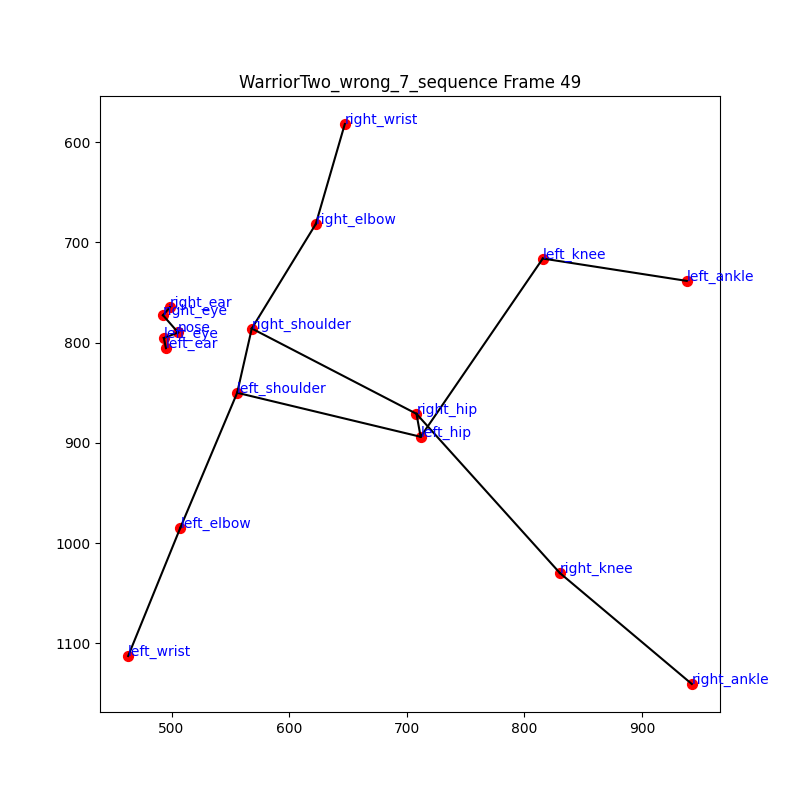 WarriorTwo_wrong_7_sequence Frame 49
right_wrist
right_elbow
left_knee
left_ankle
right_ear
right_eye
nose
left_eye
left_ear
right_shoulder
left_shoulder
right_hip
left_hip
left_elbow
right_knee
left_wrist
right_ankle
600
700
800
900
1000
1100
500
600
700
800
900